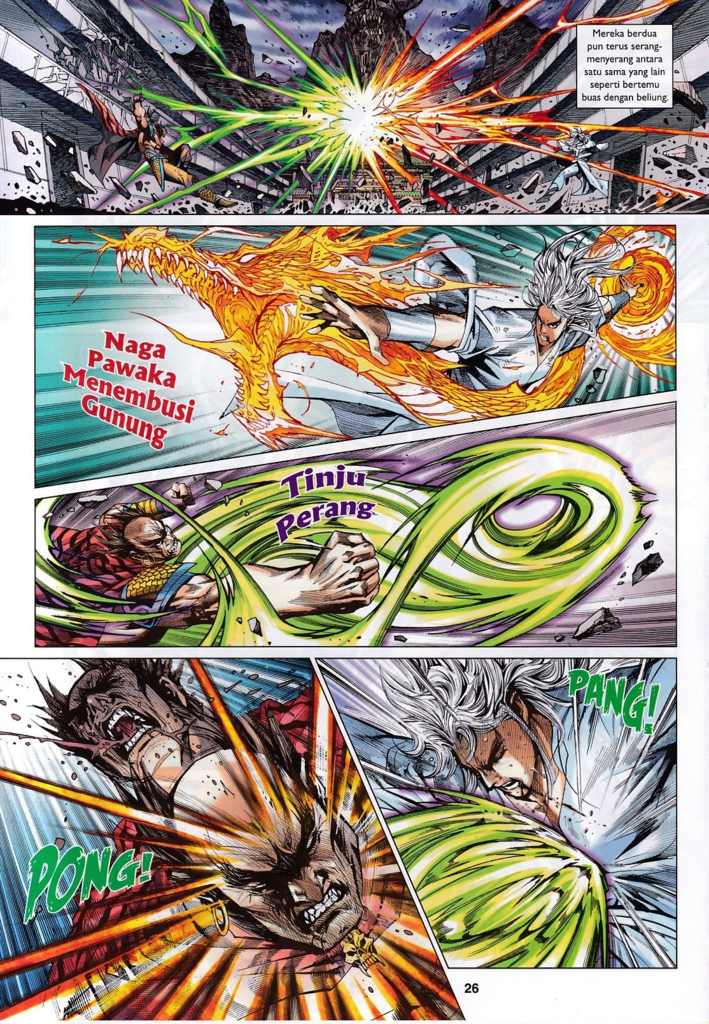 Mereka berdua
pun terus serang-
menyerang antara
satu sama yang lain
seperti bertemu
buas dengan beliung.
Naga
Pawaka
Menembusi
Gunung
Tinju
Perang
PONG!
PANG!
26